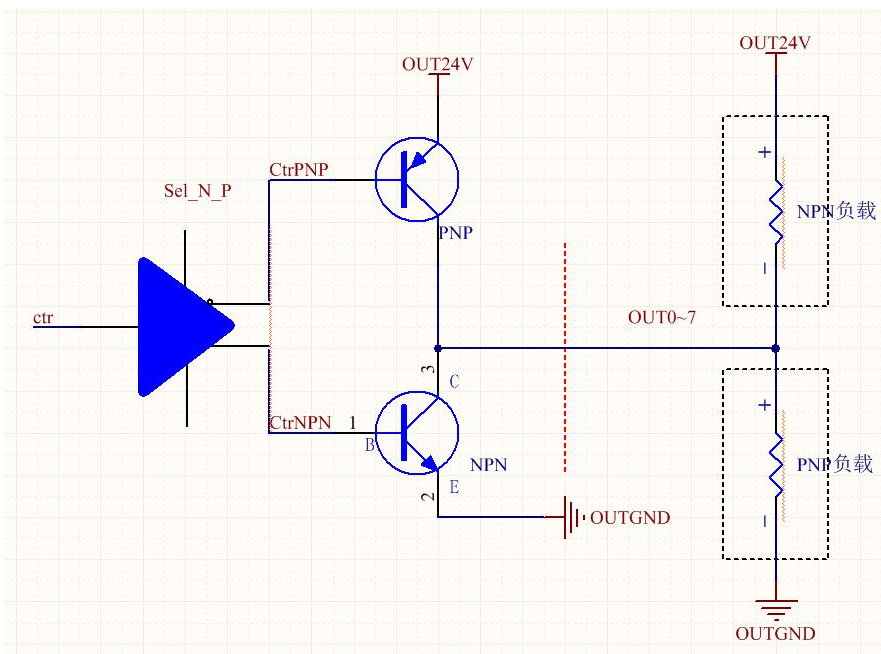 OUT24V
OUT24V
+
CtrPNP
Sel_N_P
NPN负载
PNP
−
ctr
OUT0~7
3
C
+
CtrNPN
1
B
NPN
PNP负载
E
2
OUTGND
−
OUTGND